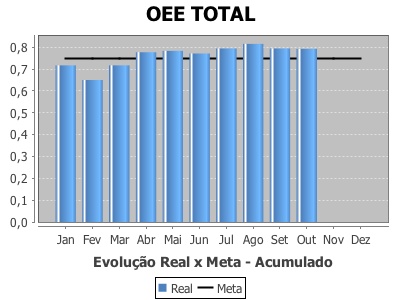 OEE TOTAL
0,8
0,7
0,6
0,5
0,4
0,3
0,2
0,1
0,0
Jan Fev Mar Abr Mai Jun Jul Ago Set Out Nov Dez
Evolução Real x Meta - Acumulado
Real Meta